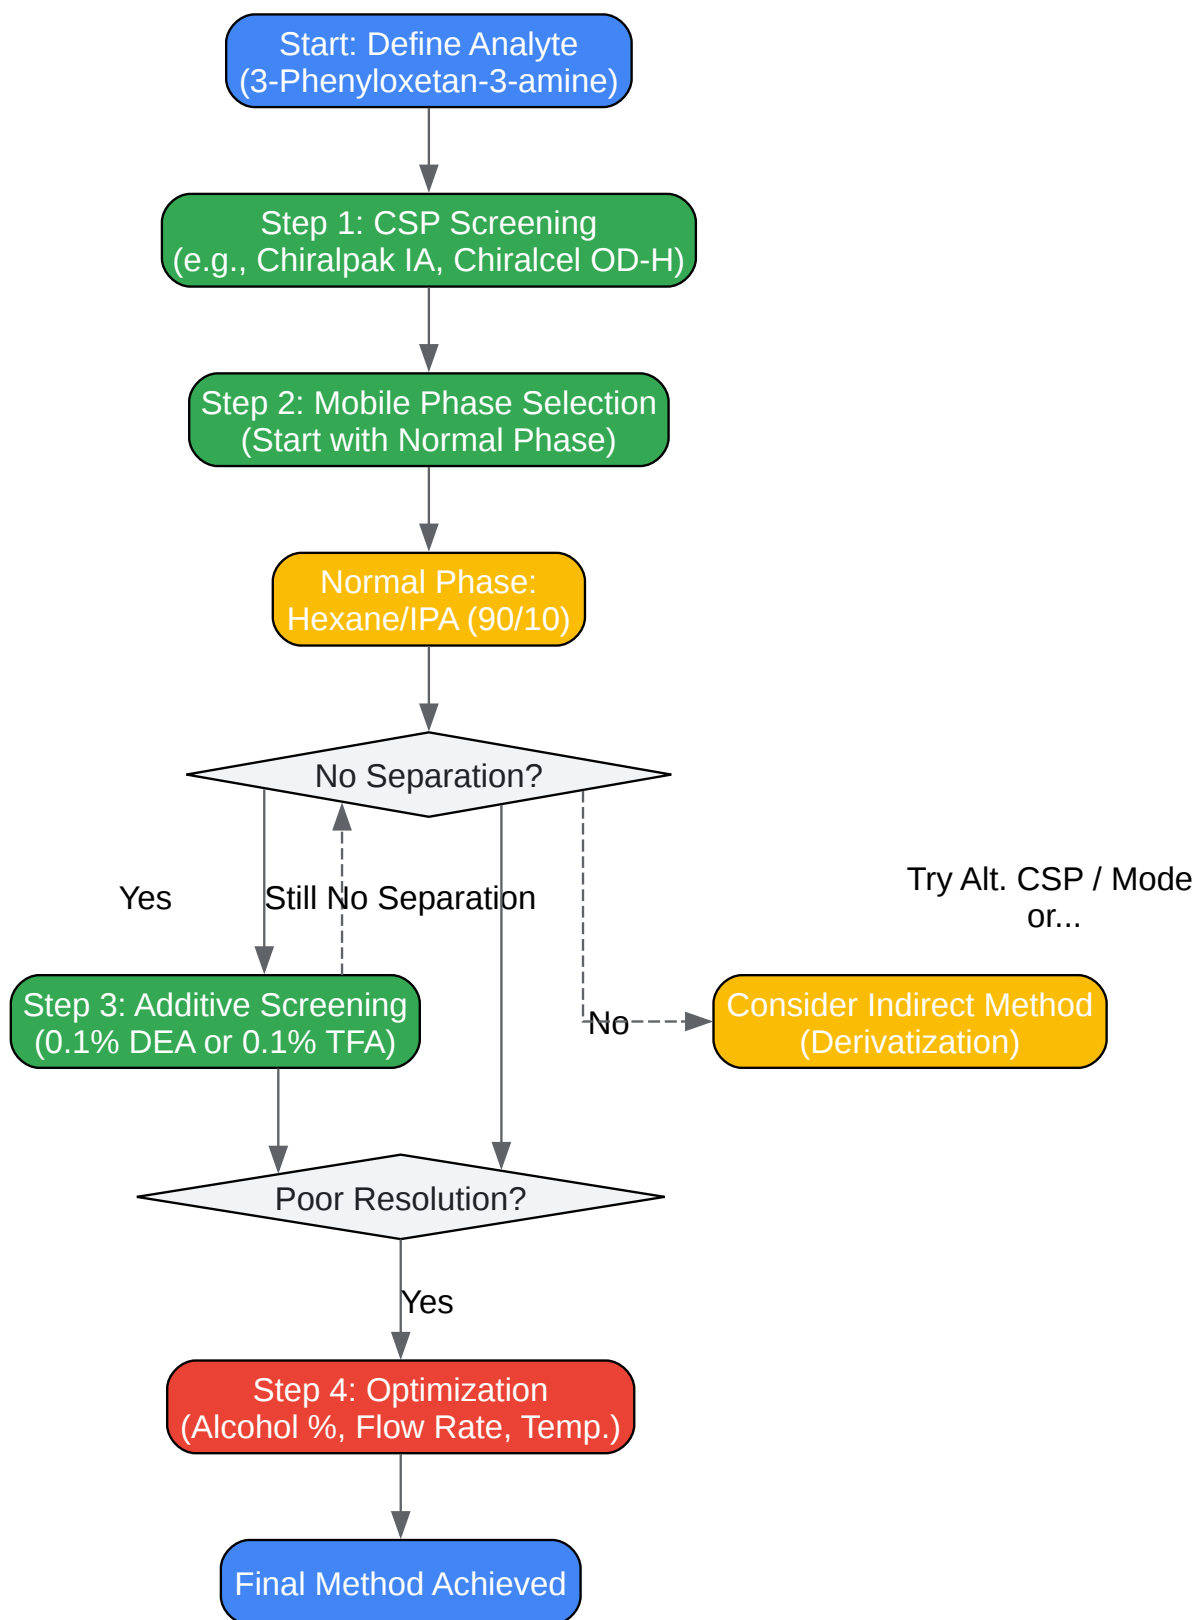 Start: Define Analyte
(3-Phenyloxetan-3-amine)
Step 1: CSP Screening
(e.g., Chiralpak IA, Chiralcel OD-H)
Step 2: Mobile Phase Selection
(Start with Normal Phase)
Normal Phase:
Hexane/IPA (90/10)
No Separation?
Yes
Still No Separation
Try Alt. CSP / Mode
or...
Step 3: Additive Screening
(0.1% DEA or 0.1% TFA)
No
Consider Indirect Method
(Derivatization)
Poor Resolution?
Yes
Step 4: Optimization
(Alcohol %, Flow Rate, Temp.)
Final Method Achieved